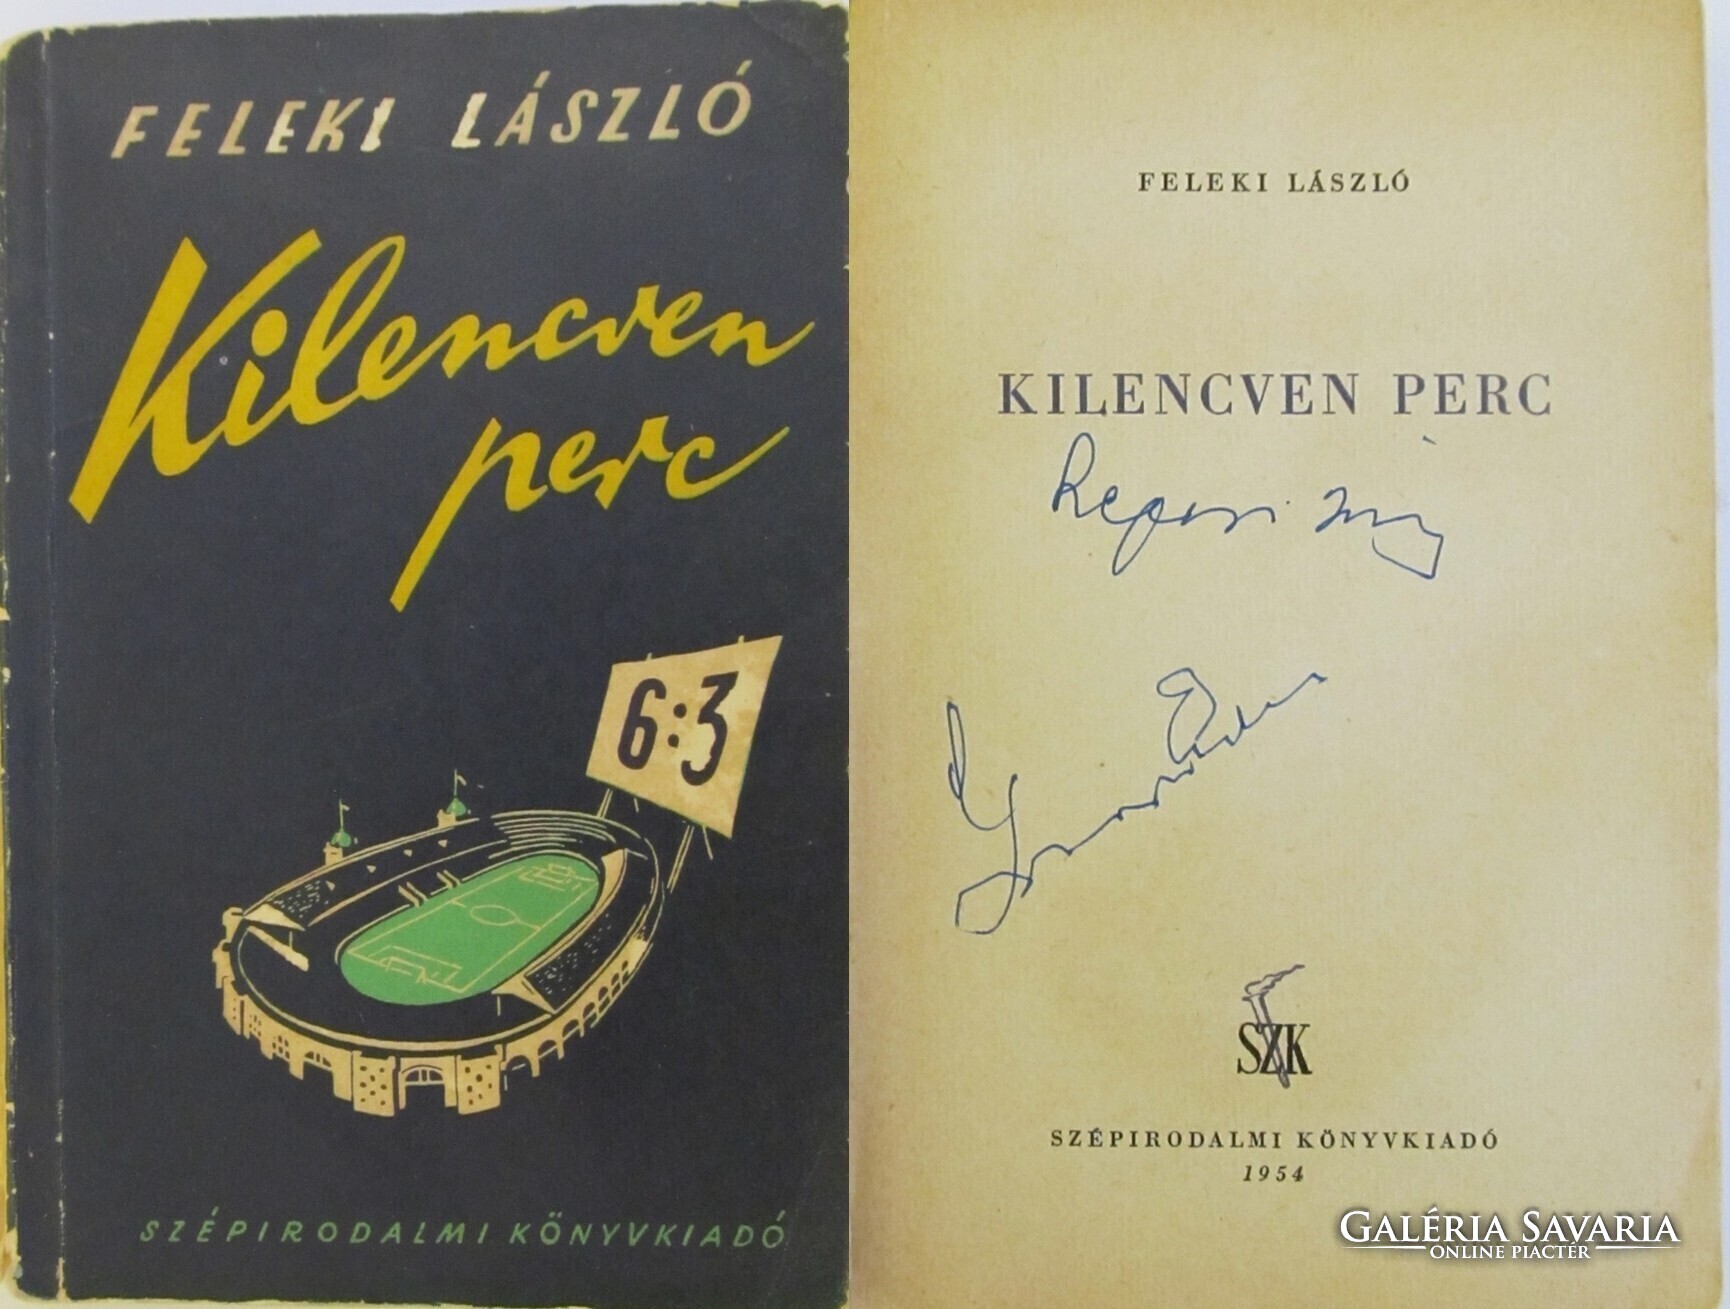 FELEKI LÁSZLÓ
Kilencven
perc
6:3
SZÉPIRODALMI KÖNYVKIADÓ
FELEKI LÁSZLÓ
KILENCVEN PERC
SZK
SZÉPIRODALMI KÖNYVKIADÓ
1954
GALÉRIA SAVARIA
ONLINE PIACTÉR